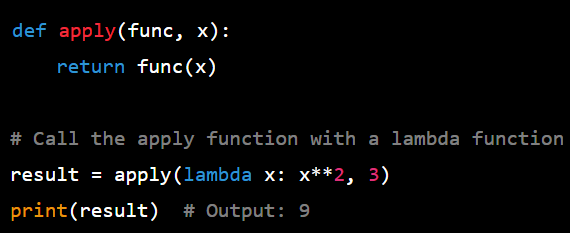 def apply(func, x):
    return func(x)
# Call the apply function with a lambda function
result = apply(lambda x: x**2, 3)
print(result)  # Output: 9